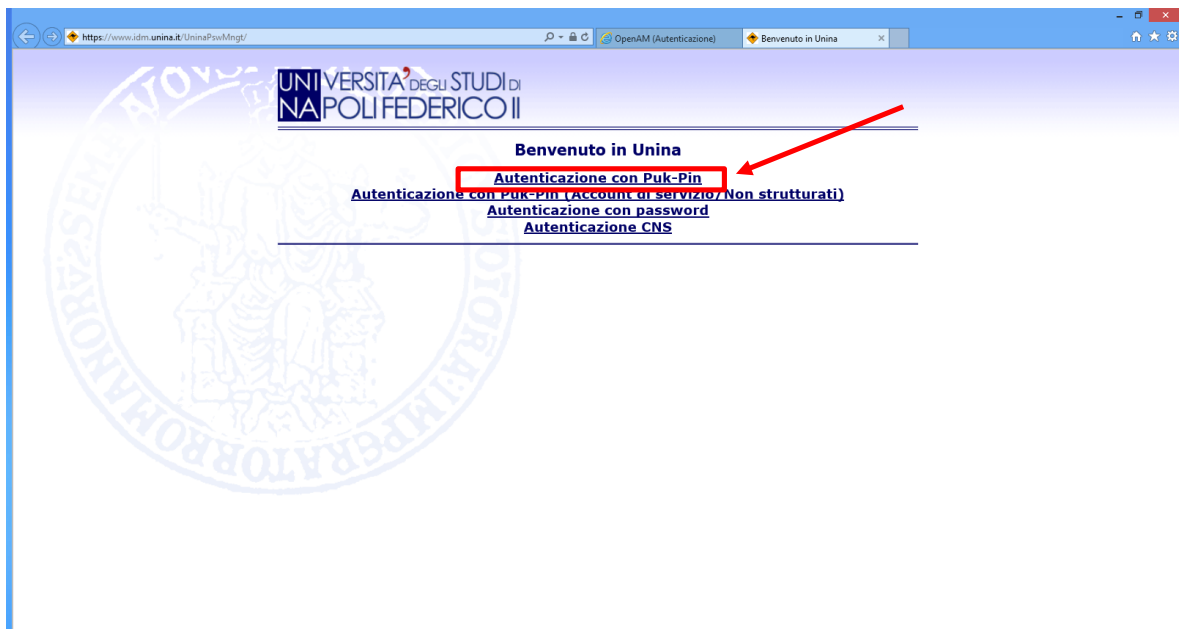 https://www.idm.unina.it/UninaPswMngt/
OpenAM (Autenticazione)
Benvenuto in Unina
UNIVERSITA' DEGLI STUDI DI
NAPOLI FEDERICO II
Benvenuto in Unina
Autenticazione con Puk-Pin
Autenticazione con Puk-Pin (Account di servizio/Non strutturati)
Autenticazione con password
Autenticazione CNS